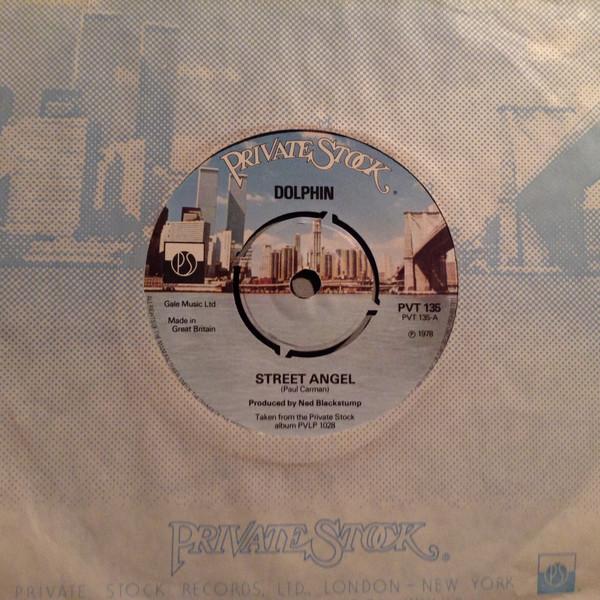 PRIVATE STOCK®
DOLPHIN
PS
Gale Music Ltd
Made in
Great Britain
PVT 135
PVT 135-A
℗ 1978
STREET ANGEL
(Paul Carman)
Produced by Ned Blackstump
Taken from the Private Stock
album PVLP 1028
PRIVATE STOCK®
PS
PRIVATE STOCK RECORDS, LTD., LONDON – NEW YORK